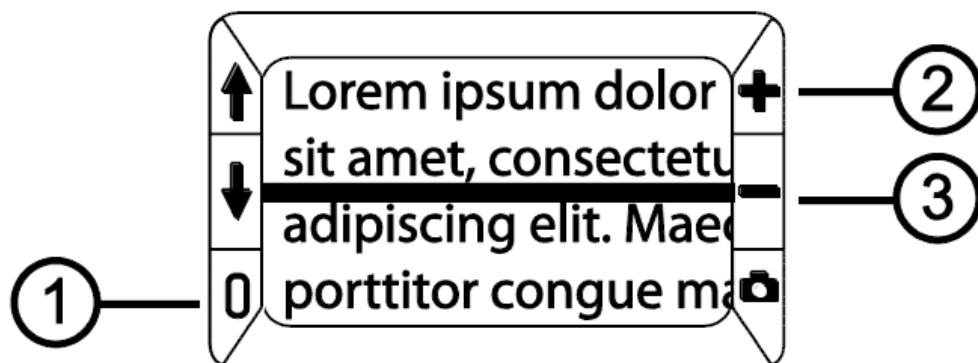 Lorem ipsum dolor
sit amet, consectetu
adipiscing elit. Maec
porttitor congue ma
0
1
2
3